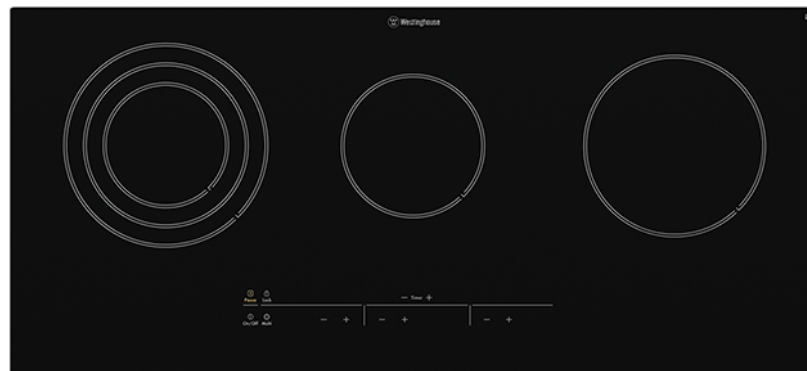 Westinghouse
Pause Lock
− Timer +
On/Off Multi
− + − + − +